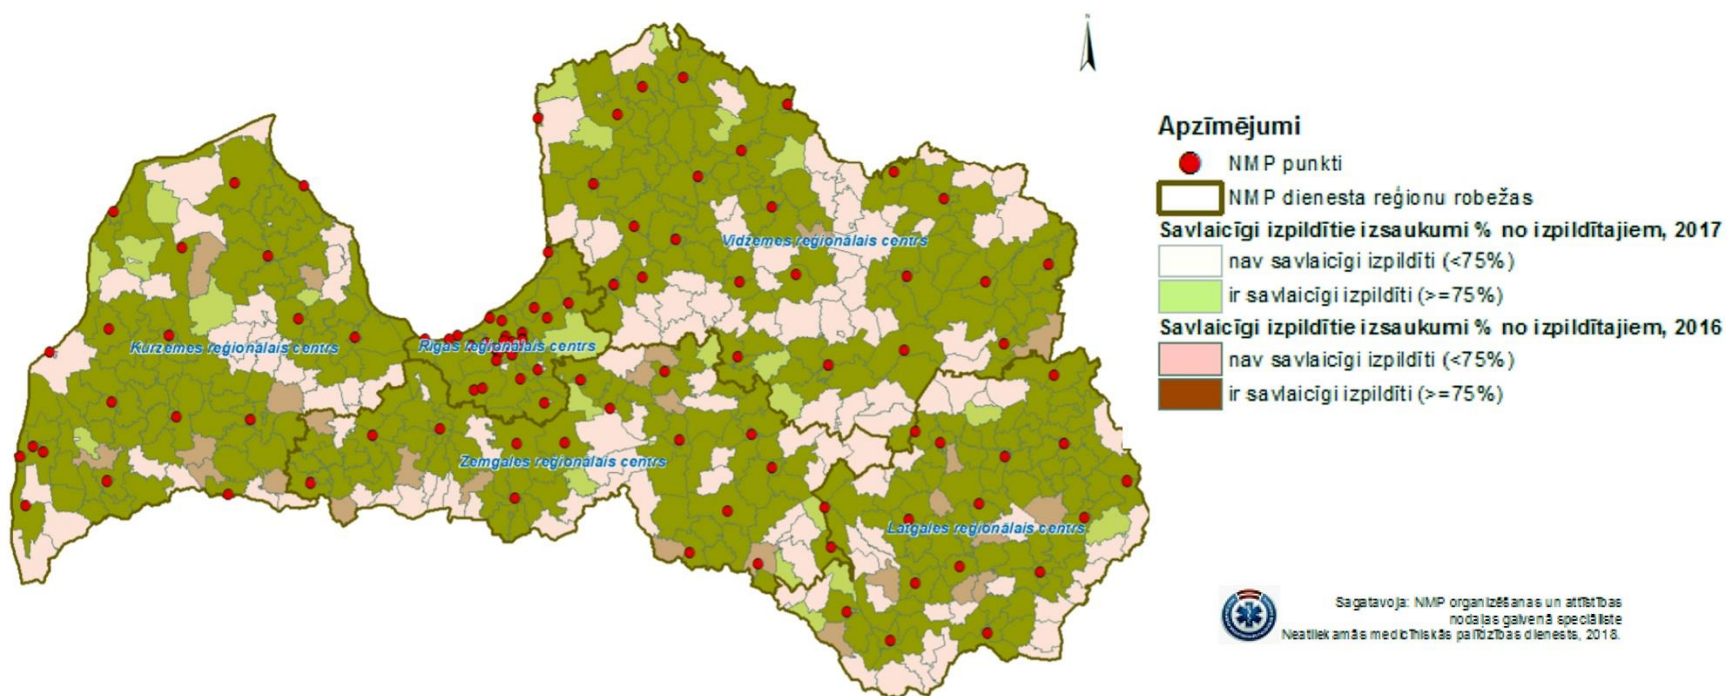 N
Kurzemes reģionālais centrs
Rīgas reģionālais centrs
Vidzemes reģionālais centrs
Zemgales reģionālais centrs
Latgales reģionālais centrs
Apzīmējumi
NMP punkti
NMP dienesta reģionu robežas
Savlaicīgi izpildītie izsaukumi % no izpildītajiem, 2017
nav savlaicīgi izpildīti (<75%)
ir savlaicīgi izpildīti (>=75%)
Savlaicīgi izpildītie izsaukumi % no izpildītajiem, 2016
nav savlaicīgi izpildīti (<75%)
ir savlaicīgi izpildīti (>=75%)
Sagatavoja: NMP organizēšanas un attīstības
nodaļas galvenā speciāliste
Neatliekamās medicīniskās palīdzības dienests, 2018.